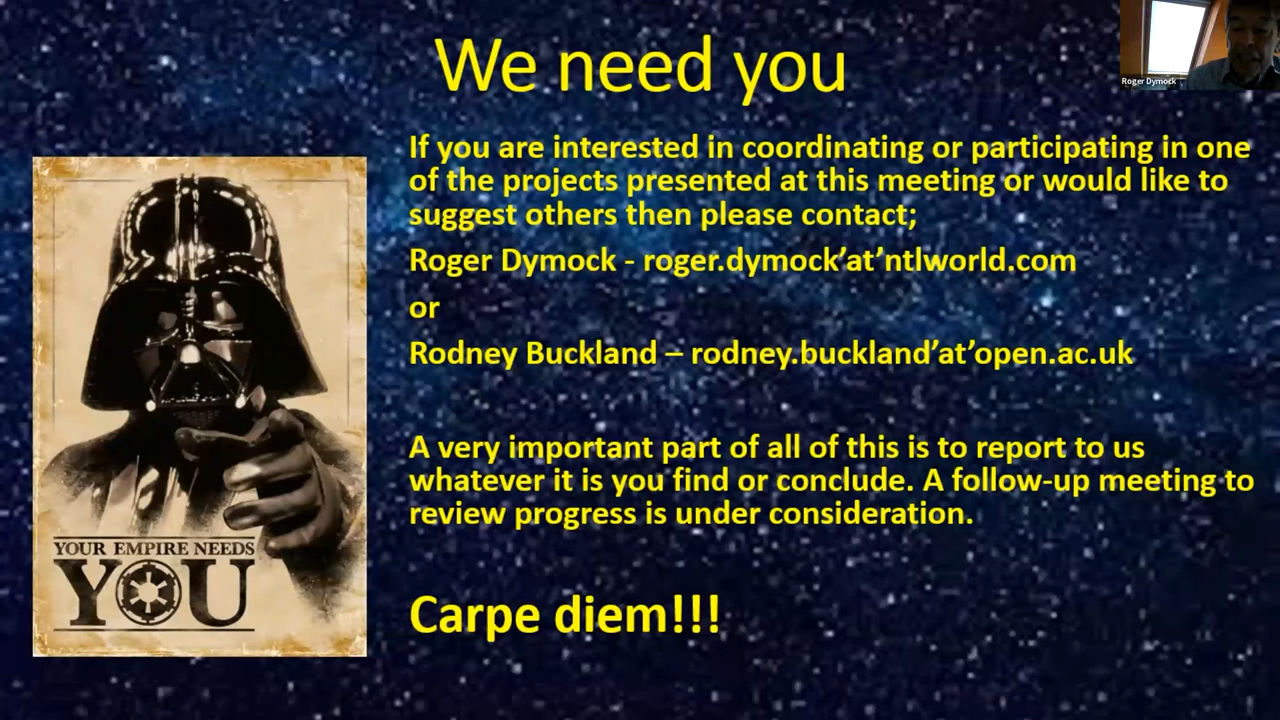 We need you
Roger Dymock
If you are interested in coordinating or participating in one
of the projects presented at this meeting or would like to
suggest others then please contact;
Roger Dymock - roger.dymock’at’ntlworld.com
or
Rodney Buckland – rodney.buckland’at’open.ac.uk
A very important part of all of this is to report to us
whatever it is you find or conclude. A follow-up meeting to
review progress is under consideration.
Carpe diem!!!
YOUR EMPIRE NEEDS
YOU